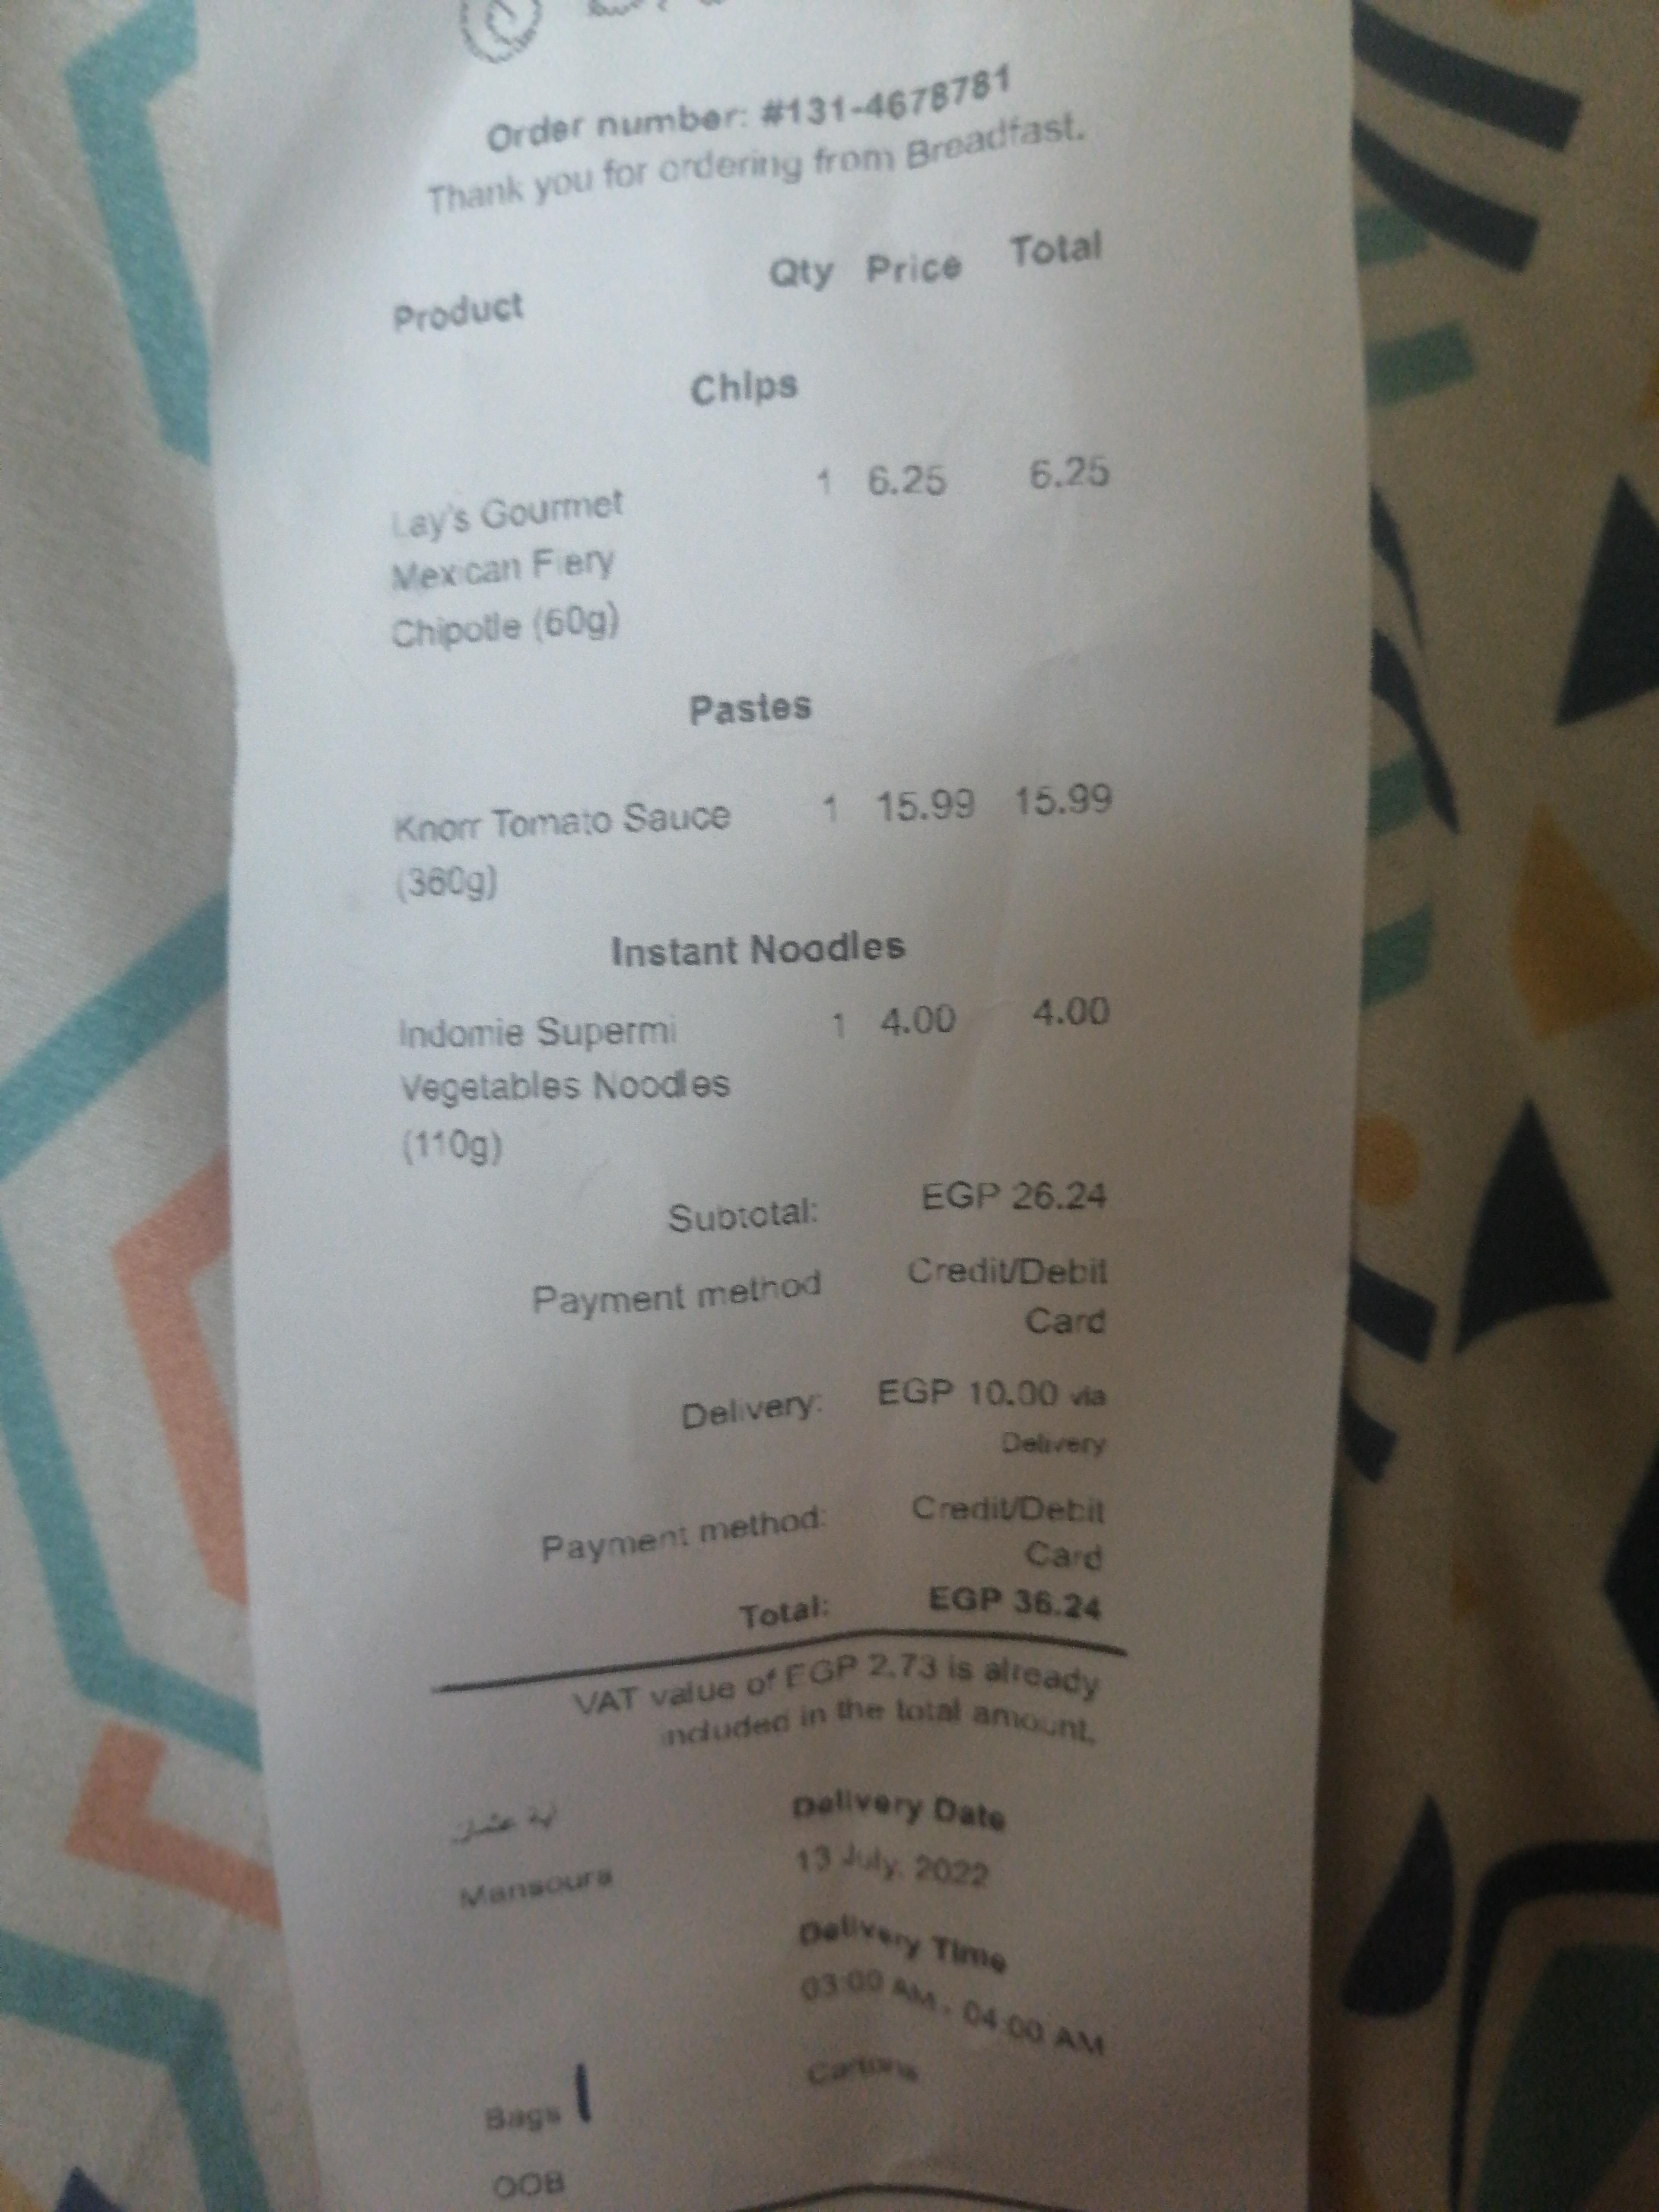 Order number: #131-4678781
Thank you for ordering from Breadfast.
Product Qty Price Total
Chips
Lay's Gourmet 1 6.25 6.25
Mexican Fiery
Chipotle (60g)
Pastes
Knorr Tomato Sauce 1 15.99 15.99
(360g)
Instant Noodles
Indomie Supermi 1 4.00 4.00
Vegetables Noodles
(110g)
Subtotal: EGP 26.24
Payment method Credit/Debit
Card
Delivery: EGP 10.00 via
Delivery
Payment method: Credit/Debit
Card
Total: EGP 36.24
VAT value of EGP 2.73 is already
included in the total amount.
Delivery Date
Mansoura 13 July, 2022
Delivery Time
03:00 AM - 04:00 AM
Bags 1 Cartons
OOB